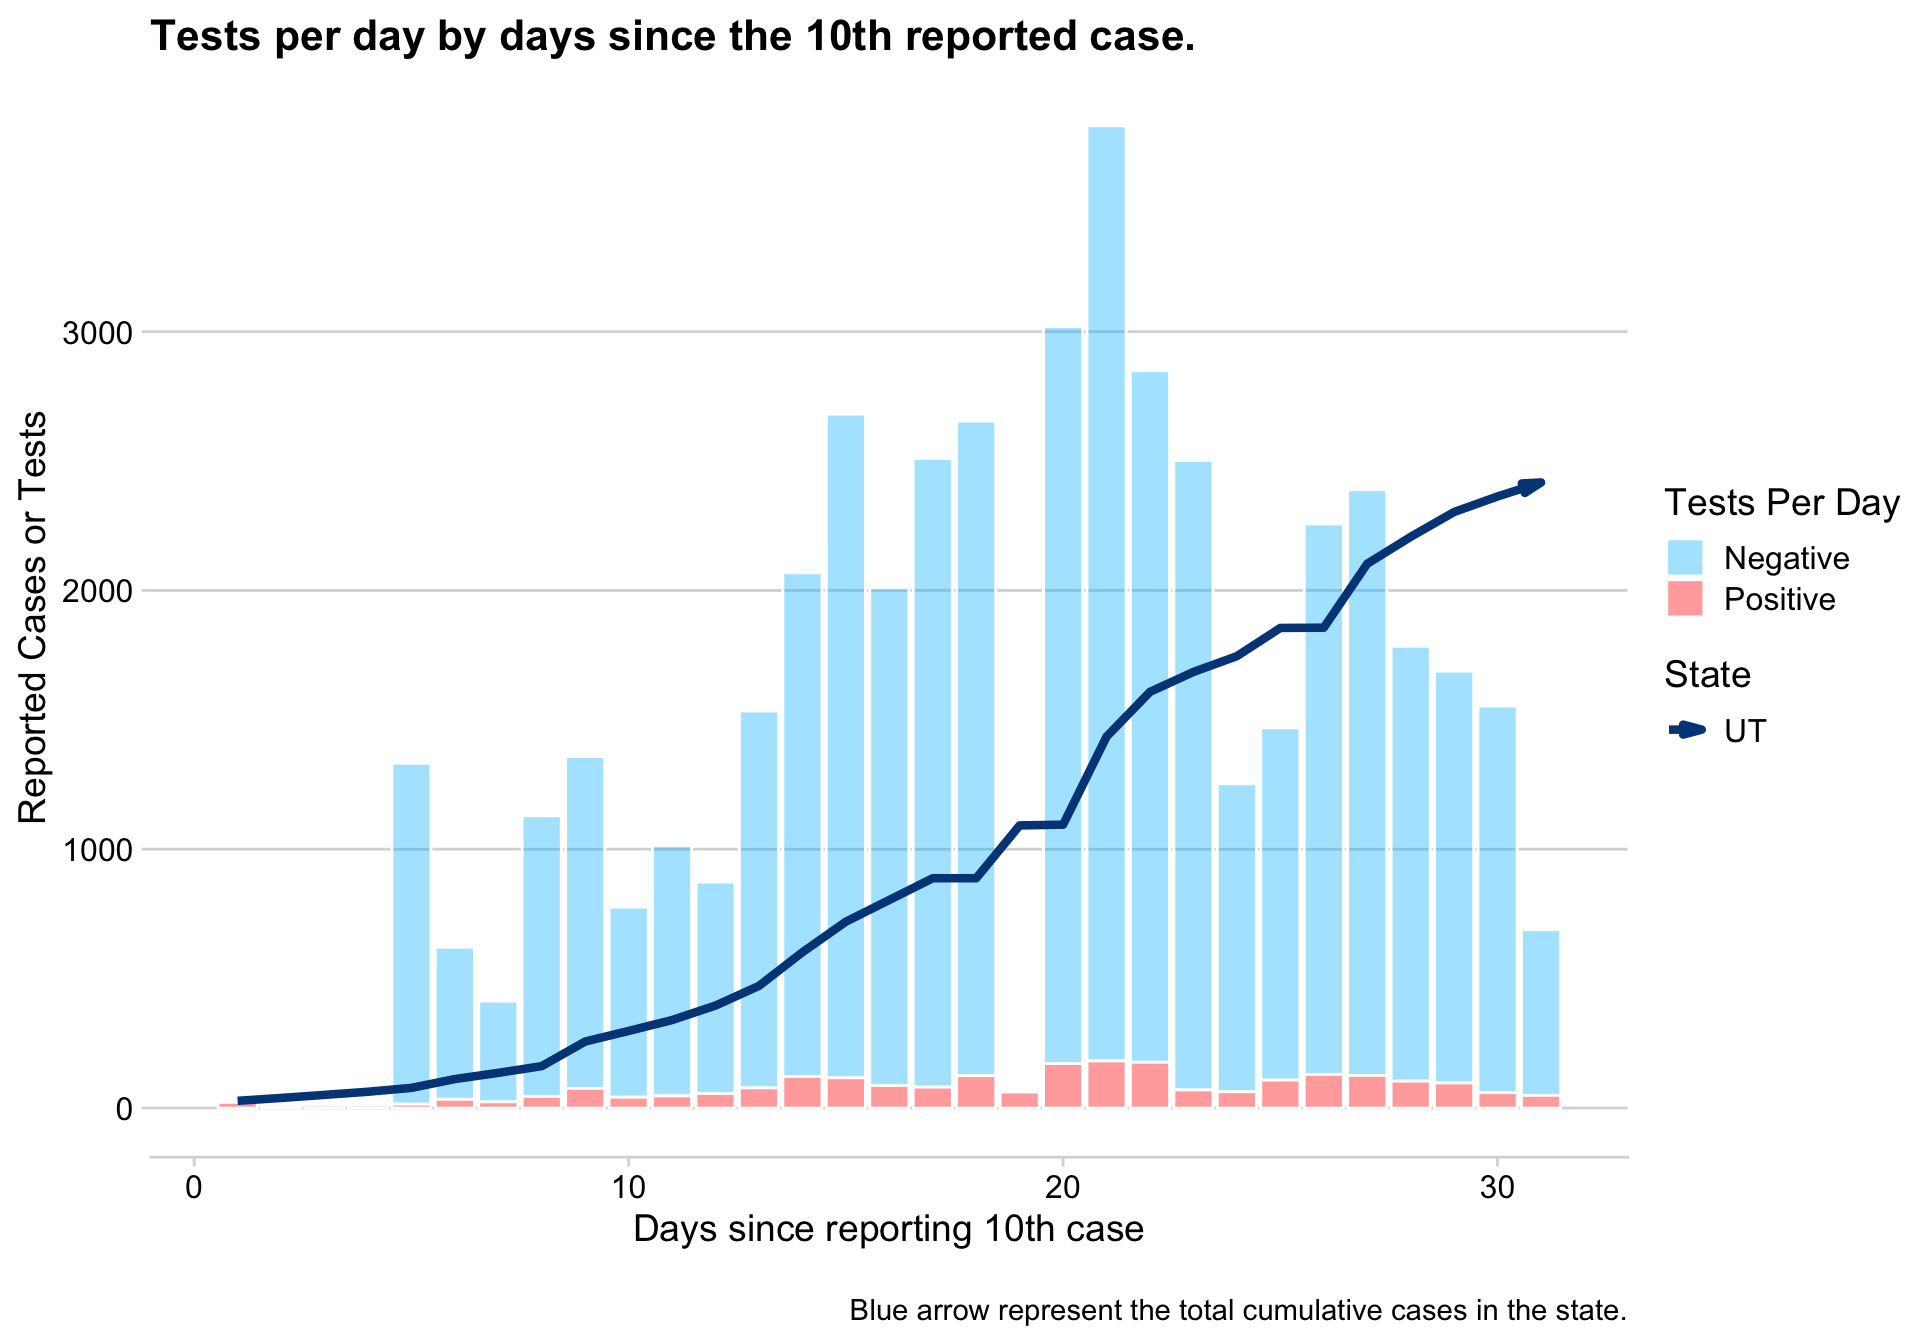 Tests per day by days since the 10th reported case.
Reported Cases or Tests
3000
2000
1000
0
0 10 20 30
Days since reporting 10th case
Tests Per Day
Negative
Positive
State
UT
Blue arrow represent the total cumulative cases in the state.